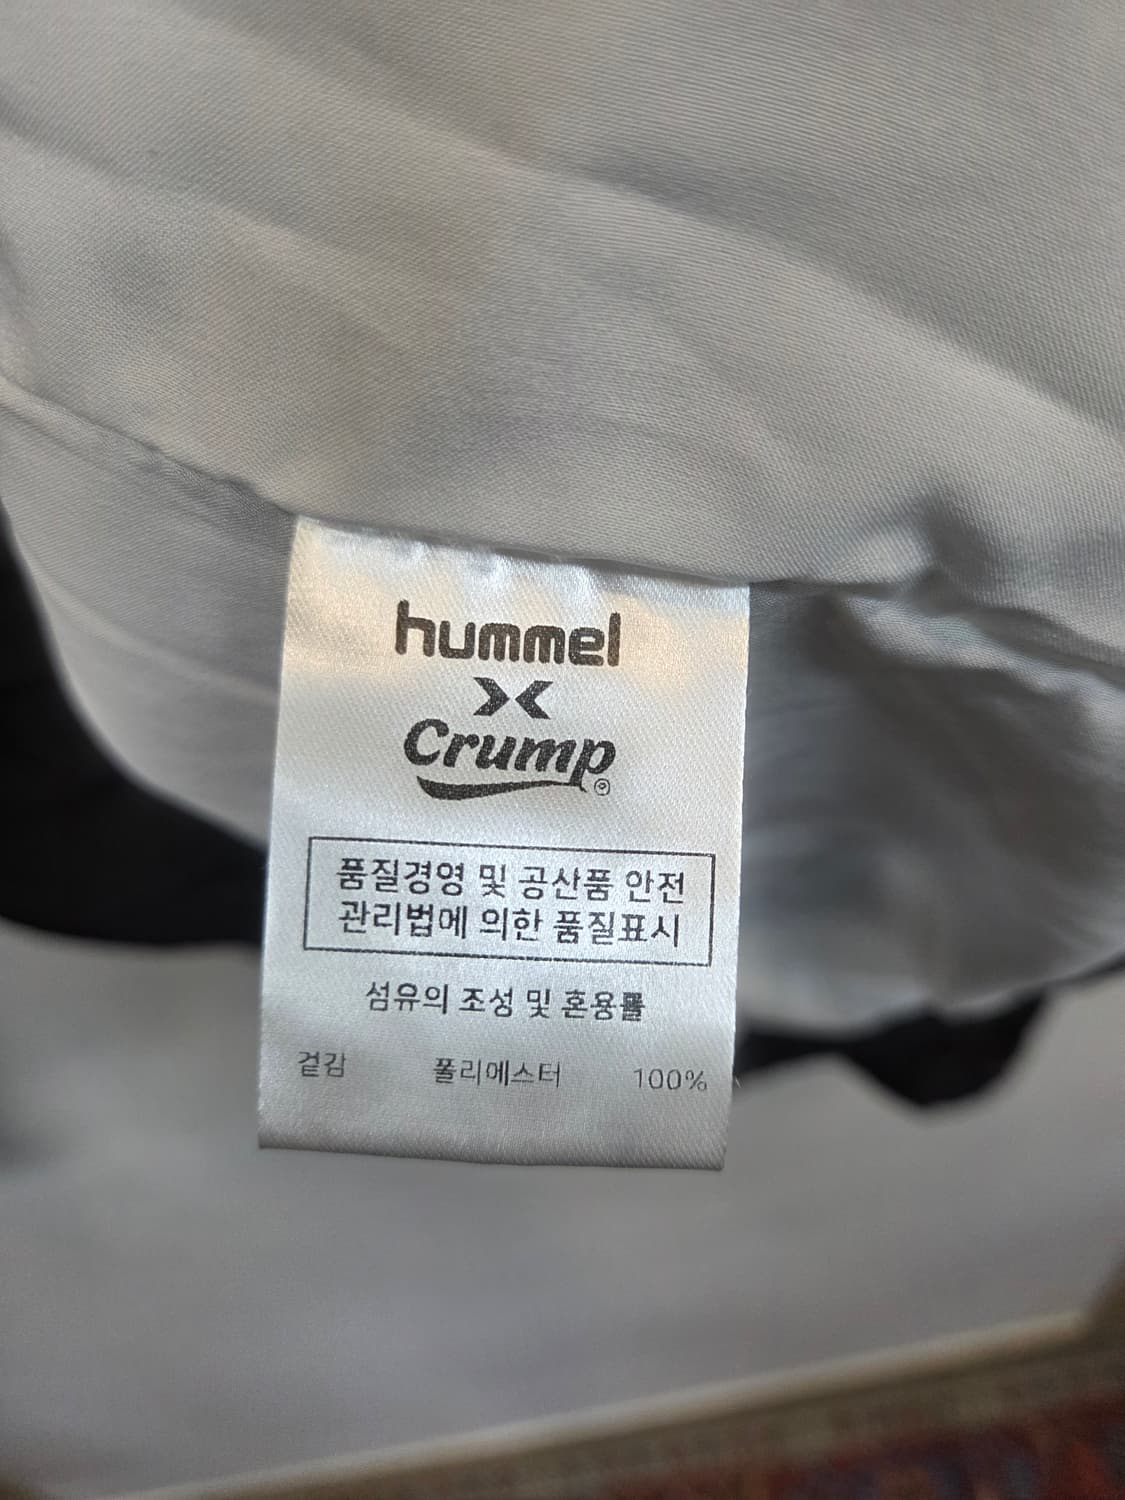 hummel
Crump
품질경영 및 공산품 안전
관리법에 의한 품질표시
섬유의 조성 및 혼용률
겉감 폴리에스터 100%